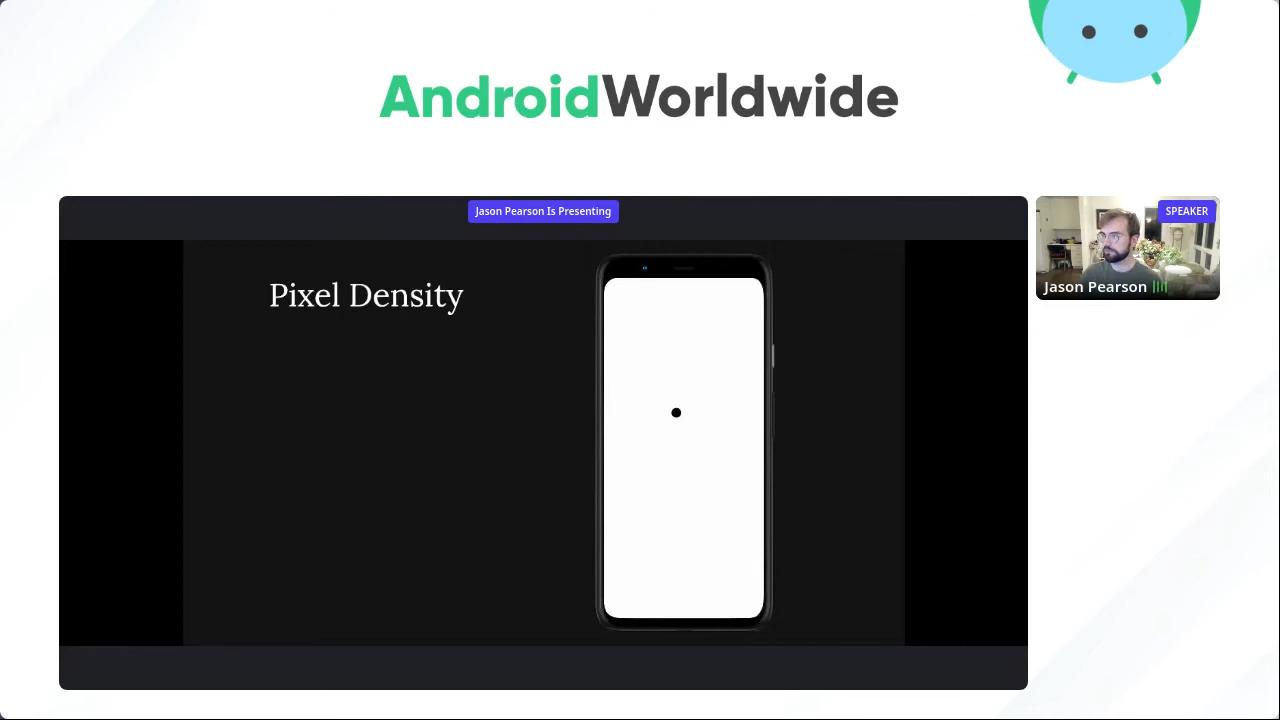 AndroidWorldwide
Jason Pearson Is Presenting
SPEAKER
Pixel Density
Jason Pearson